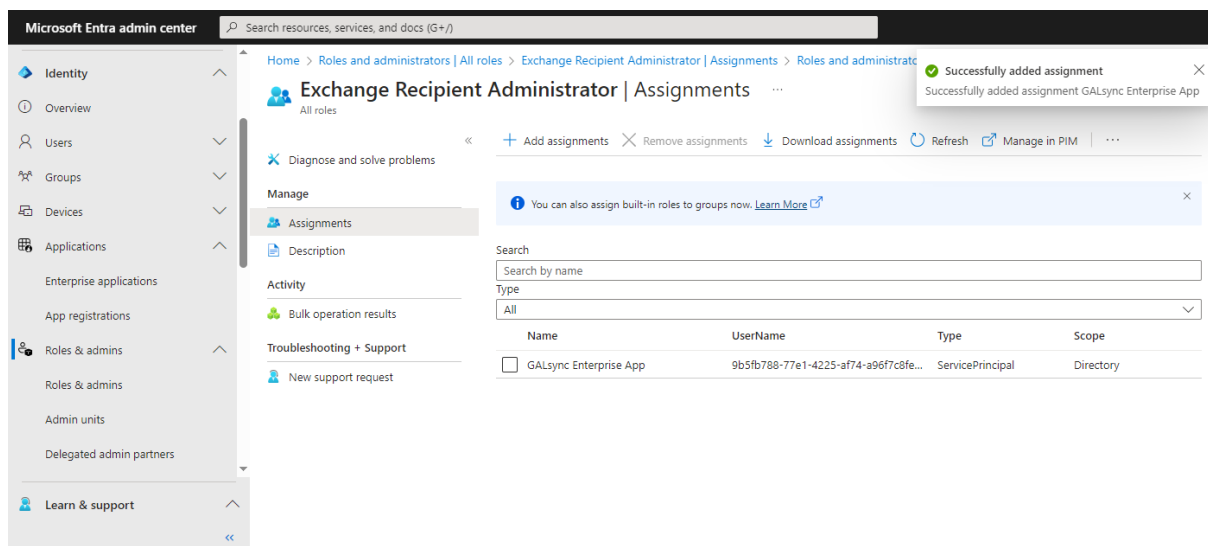 Microsoft Entra admin center
Search resources, services, and docs (G+/)
Home > Roles and administrators | All roles > Exchange Recipient Administrator | Assignments > Roles and administrato
Successfully added assignment
Successfully added assignment GALsync Enterprise App
Exchange Recipient Administrator | Assignments ...
All roles
Identity
Overview
Users
Groups
Devices
Applications
Enterprise applications
App registrations
Roles & admins
Roles & admins
Admin units
Delegated admin partners
Learn & support
«
«
Diagnose and solve problems
Manage
Assignments
Description
Activity
Bulk operation results
Troubleshooting + Support
New support request
Add assignments Remove assignments Download assignments Refresh Manage in PIM ...
You can also assign built-in roles to groups now. Learn More
Search
Search by name
Type
All
Name UserName Type Scope
GALsync Enterprise App 9b5fb788-77e1-4225-af74-a96f7c8fe... ServicePrincipal Directory